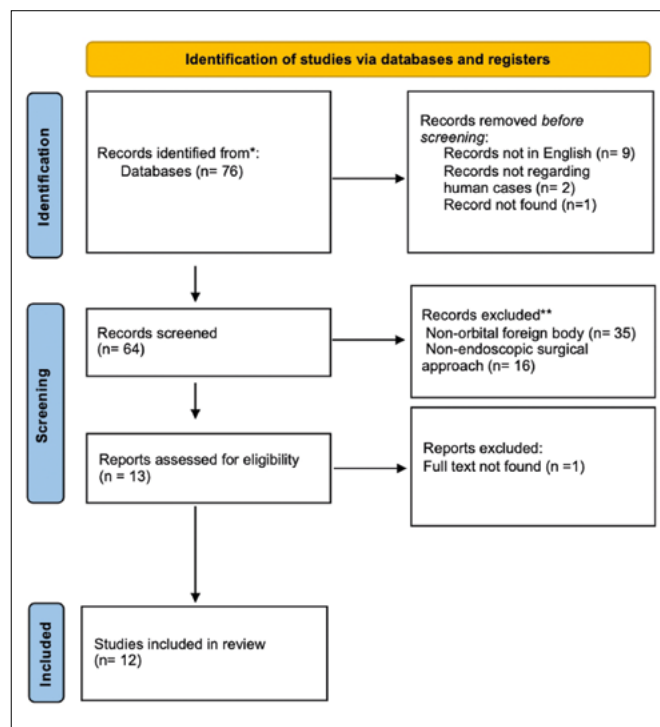 Identification of studies via databases and registers
Identification
Records identified from*:
Databases (n= 76)
Records removed before
screening:
Records not in English (n= 9)
Records not regarding
human cases (n= 2)
Record not found (n=1)
Screening
Records screened
(n= 64)
Records excluded**
Non-orbital foreign body (n= 35)
Non-endoscopic surgical
approach (n= 16)
Reports assessed for eligibility
(n = 13)
Reports excluded:
Full text not found (n =1)
Included
Studies included in review
(n= 12)